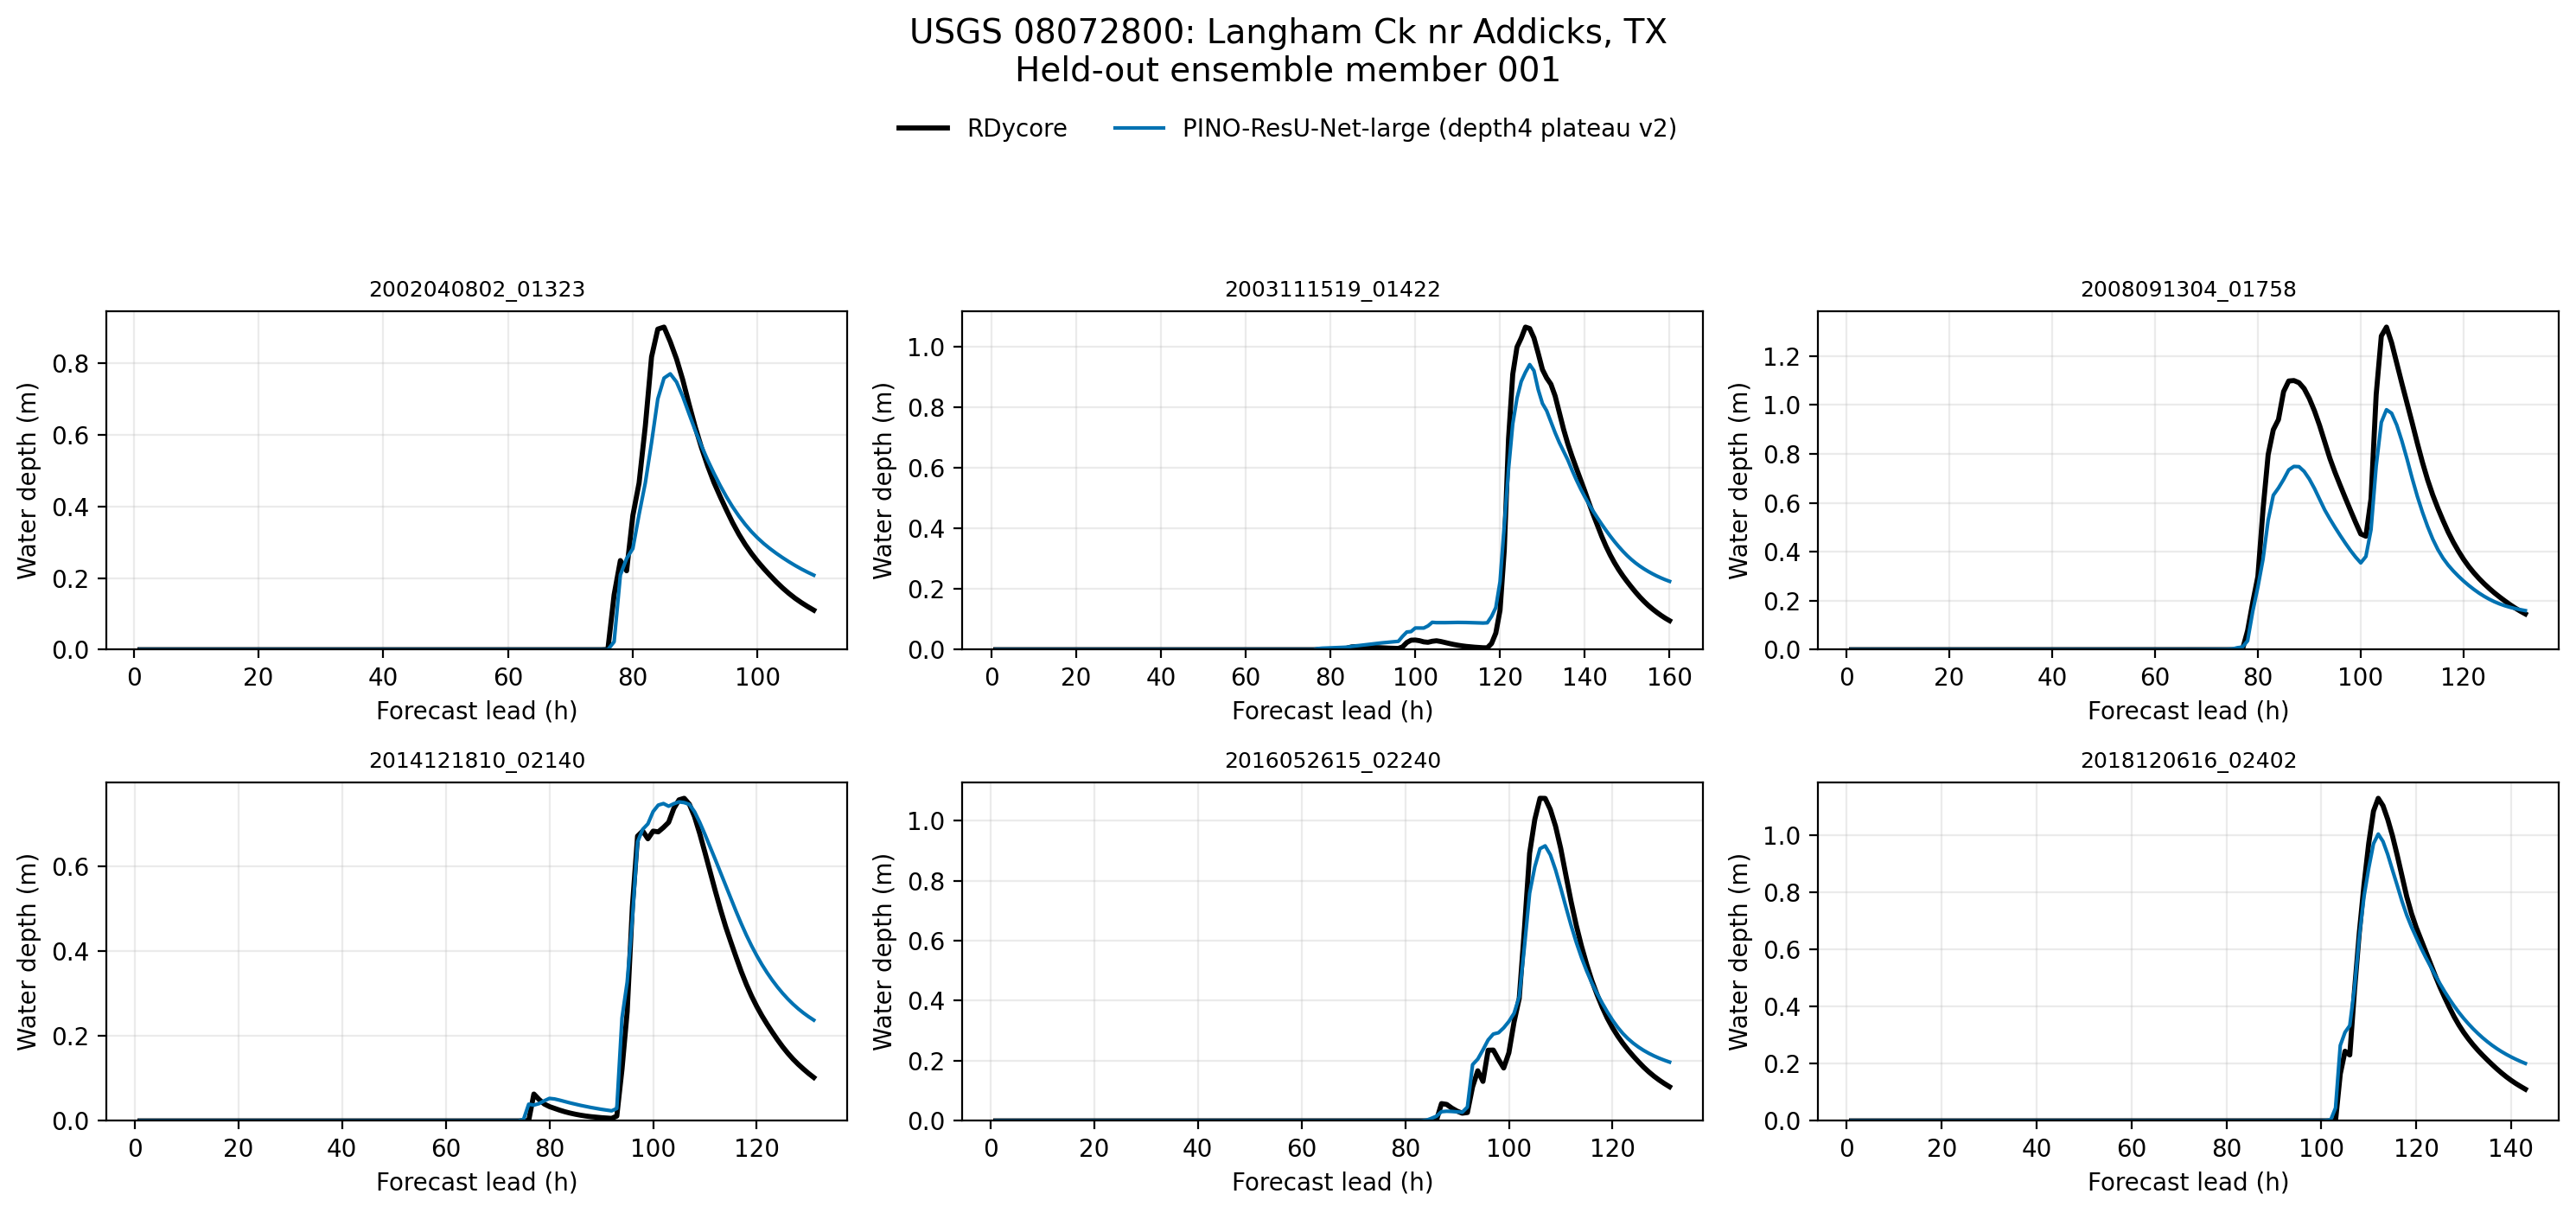 USGS 08072800: Langham Ck nr Addicks, TX
Held-out ensemble member 001
RDycore
PINO-ResU-Net-large (depth4 plateau v2)
2002040802_01323
Water depth (m)
0.8
0.6
0.4
0.2
0.0
0 20 40 60 80 100
Forecast lead (h)
2003111519_01422
Water depth (m)
1.0
0.8
0.6
0.4
0.2
0.0
0 20 40 60 80 100 120 140 160
Forecast lead (h)
2008091304_01758
Water depth (m)
1.2
1.0
0.8
0.6
0.4
0.2
0.0
0 20 40 60 80 100 120
Forecast lead (h)
2014121810_02140
Water depth (m)
0.6
0.4
0.2
0.0
0 20 40 60 80 100 120
Forecast lead (h)
2016052615_02240
Water depth (m)
1.0
0.8
0.6
0.4
0.2
0.0
0 20 40 60 80 100 120
Forecast lead (h)
2018120616_02402
Water depth (m)
1.0
0.8
0.6
0.4
0.2
0.0
0 20 40 60 80 100 120 140
Forecast lead (h)